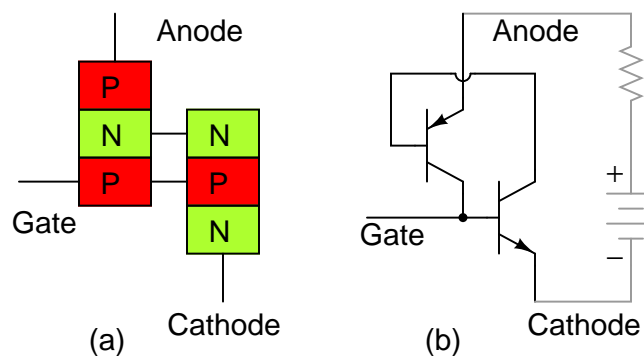 Anode
P
N
P
N
P
N
Gate
Cathode
(a)
Anode
+
Gate
−
Cathode
(b)